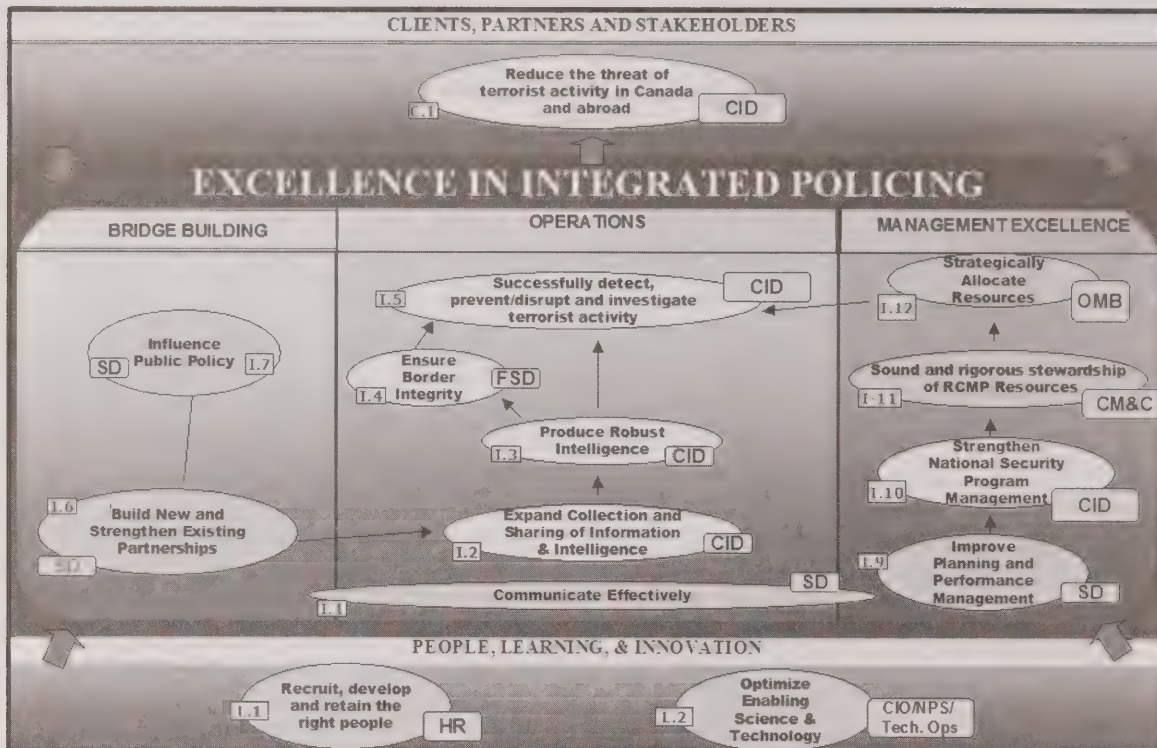 CLIENTS, PARTNERS AND STAKEHOLDERS
Reduce the threat of
terrorist activity in Canada
and abroad
C.1
CID
EXCELLENCE IN INTEGRATED POLICING
BRIDGE BUILDING
OPERATIONS
MANAGEMENT EXCELLENCE
Influence
Public Policy
SD
I.7
I.6
Build New and
Strengthen Existing
Partnerships
I.5
Successfully detect,
prevent/disrupt and investigate
terrorist activity
CID
Ensure
Border
Integrity
I.4
FSD
Produce Robust
Intelligence
I.3
CID
Expand Collection and
Sharing of Information
& Intelligence
I.2
CID
Communicate Effectively
I.1
SD
Strategically
Allocate
Resources
I.12
OMB
Sound and rigorous stewardship
of RCMP Resources
I.11
CM&C
Strengthen
National Security
Program
Management
I.10
CID
I.9
Improve
Planning and
Performance
Management
SD
PEOPLE, LEARNING, & INNOVATION
Recruit, develop
and retain the
right people
L.1
HR
Optimize
Enabling
Science &
Technology
L.2
CIO/NPS/
Tech. Ops